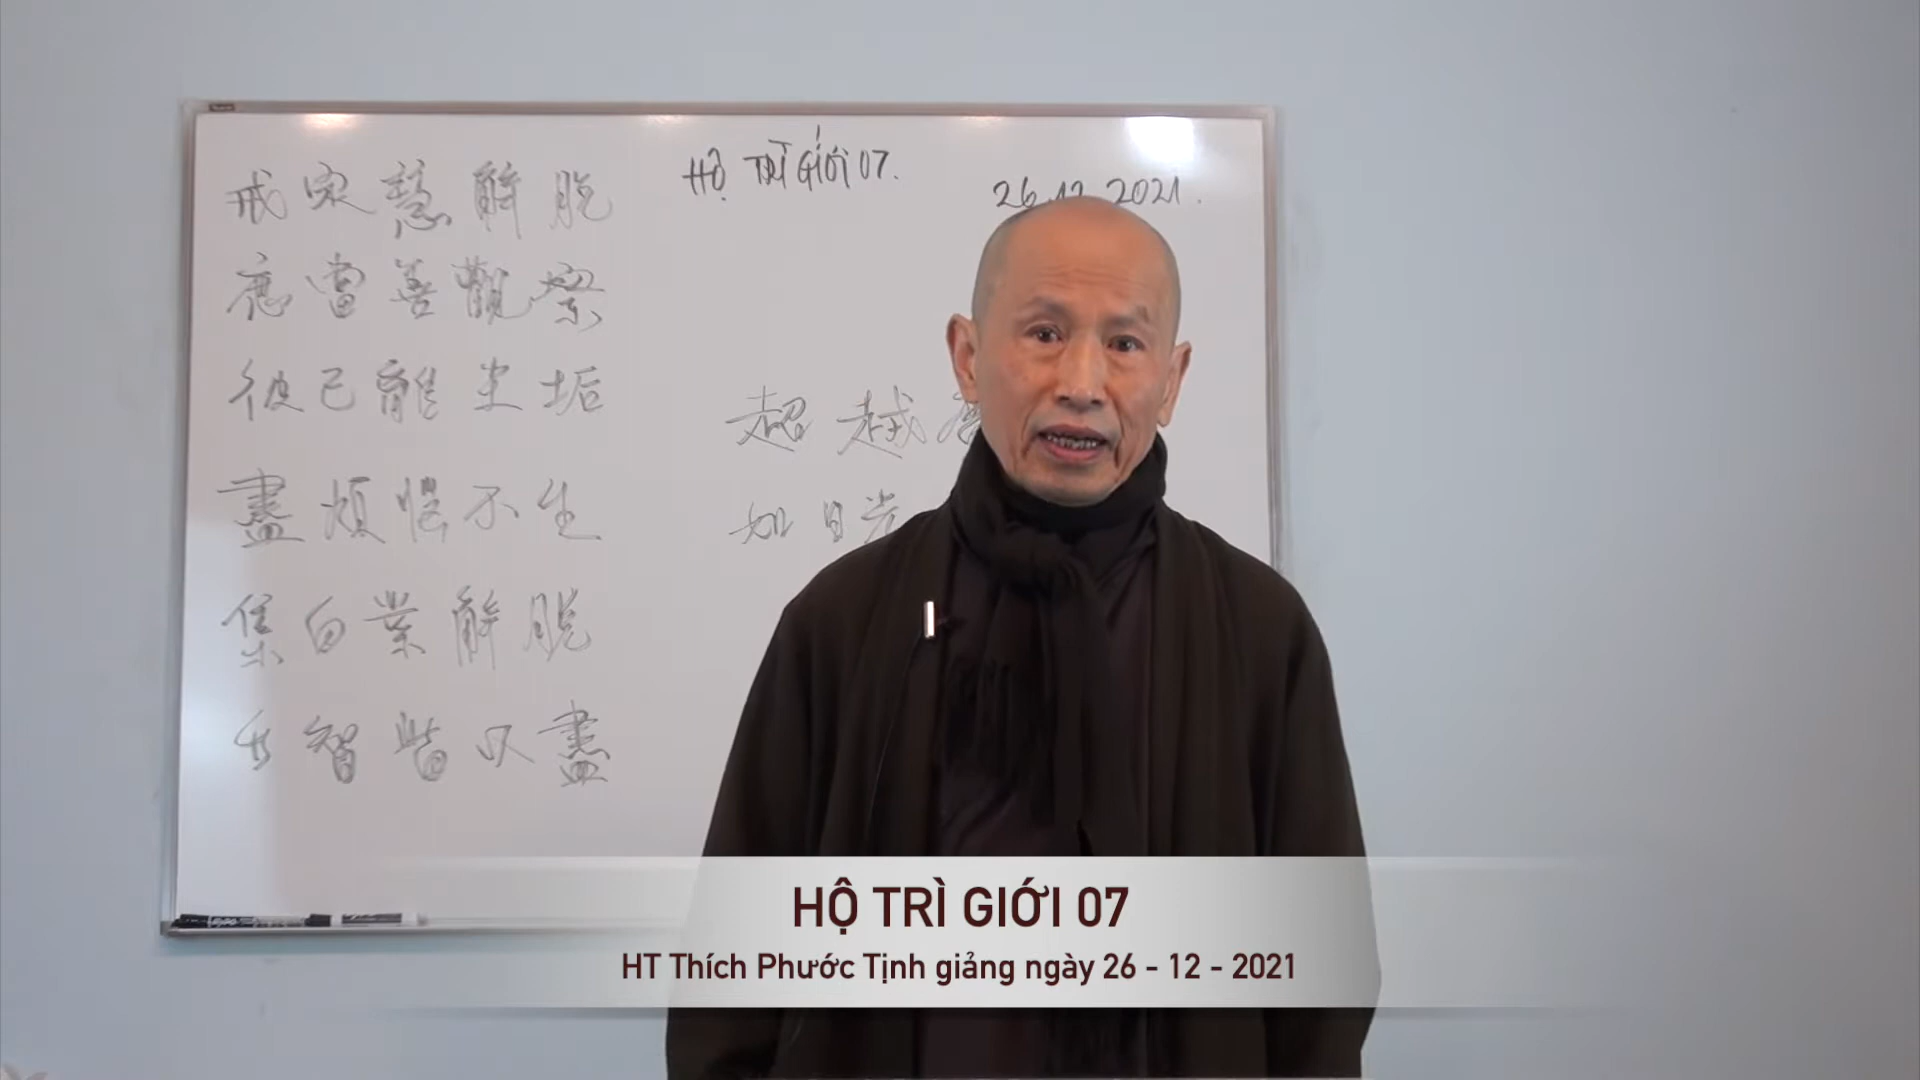 戒定慧解脫
應當善觀察
彼已離塵垢
盡煩惱不生
集白業解脫
智皆以盡
HỘ TRÌ GIỚI 07.
26.12.2021.
超越
如日光
HỘ TRÌ GIỚI 07
HT Thích Phước Tịnh giảng ngày 26 - 12 - 2021